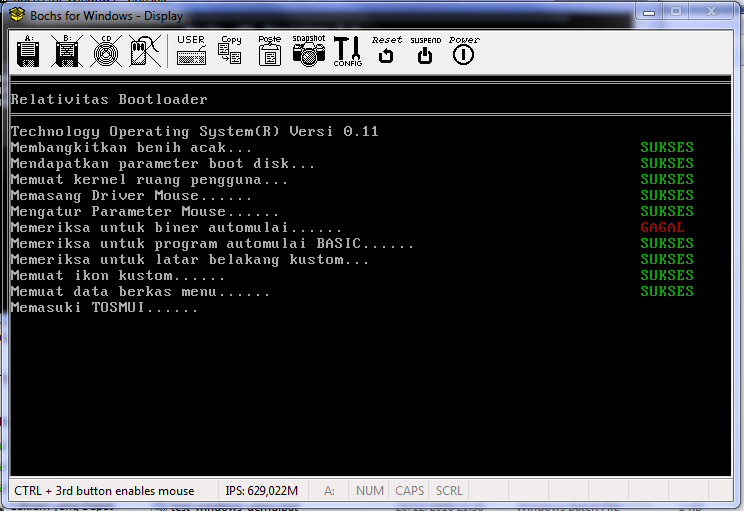 Bochs for Windows - Display
A: B: CD USER Copy Paste snapshot CONFIG Reset SUSPEND Power
Relativitas Bootloader
Technology Operating System(R) Versi 0.11
Membangkitkan benih acak... SUKSES
Mendapatkan parameter boot disk... SUKSES
Memuat kernel ruang pengguna... SUKSES
Memasang Driver Mouse...... SUKSES
Mengatur Parameter Mouse...... SUKSES
Memeriksa untuk biner automulai...... GAGAL
Memeriksa untuk program automulai BASIC...... SUKSES
Memeriksa untuk latar belakang kustom... SUKSES
Memuat ikon kustom...... SUKSES
Memuat data berkas menu...... SUKSES
Memasuki TOSMUI......
CTRL + 3rd button enables mouse IPS: 629,022M A: NUM CAPS SCRL